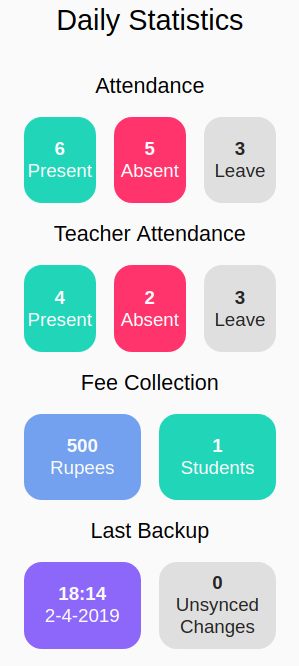 Daily Statistics
Attendance
6 5 3
Present Absent Leave
Teacher Attendance
4 2 3
Present Absent Leave
Fee Collection
500 1
Rupees Students
Last Backup
18:14
2-4-2019
0
Unsynced
Changes